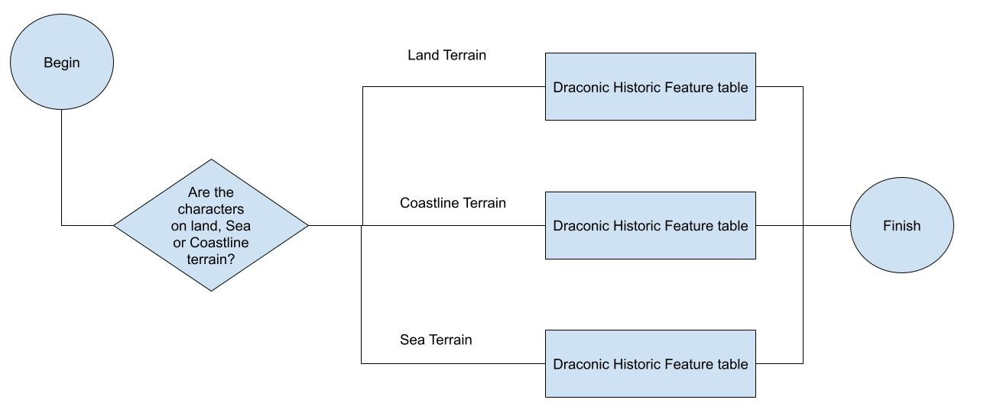 Begin
Are the
characters
on land, Sea
or Coastline
terrain?
Land Terrain
Draconic Historic Feature table
Coastline Terrain
Draconic Historic Feature table
Sea Terrain
Draconic Historic Feature table
Finish